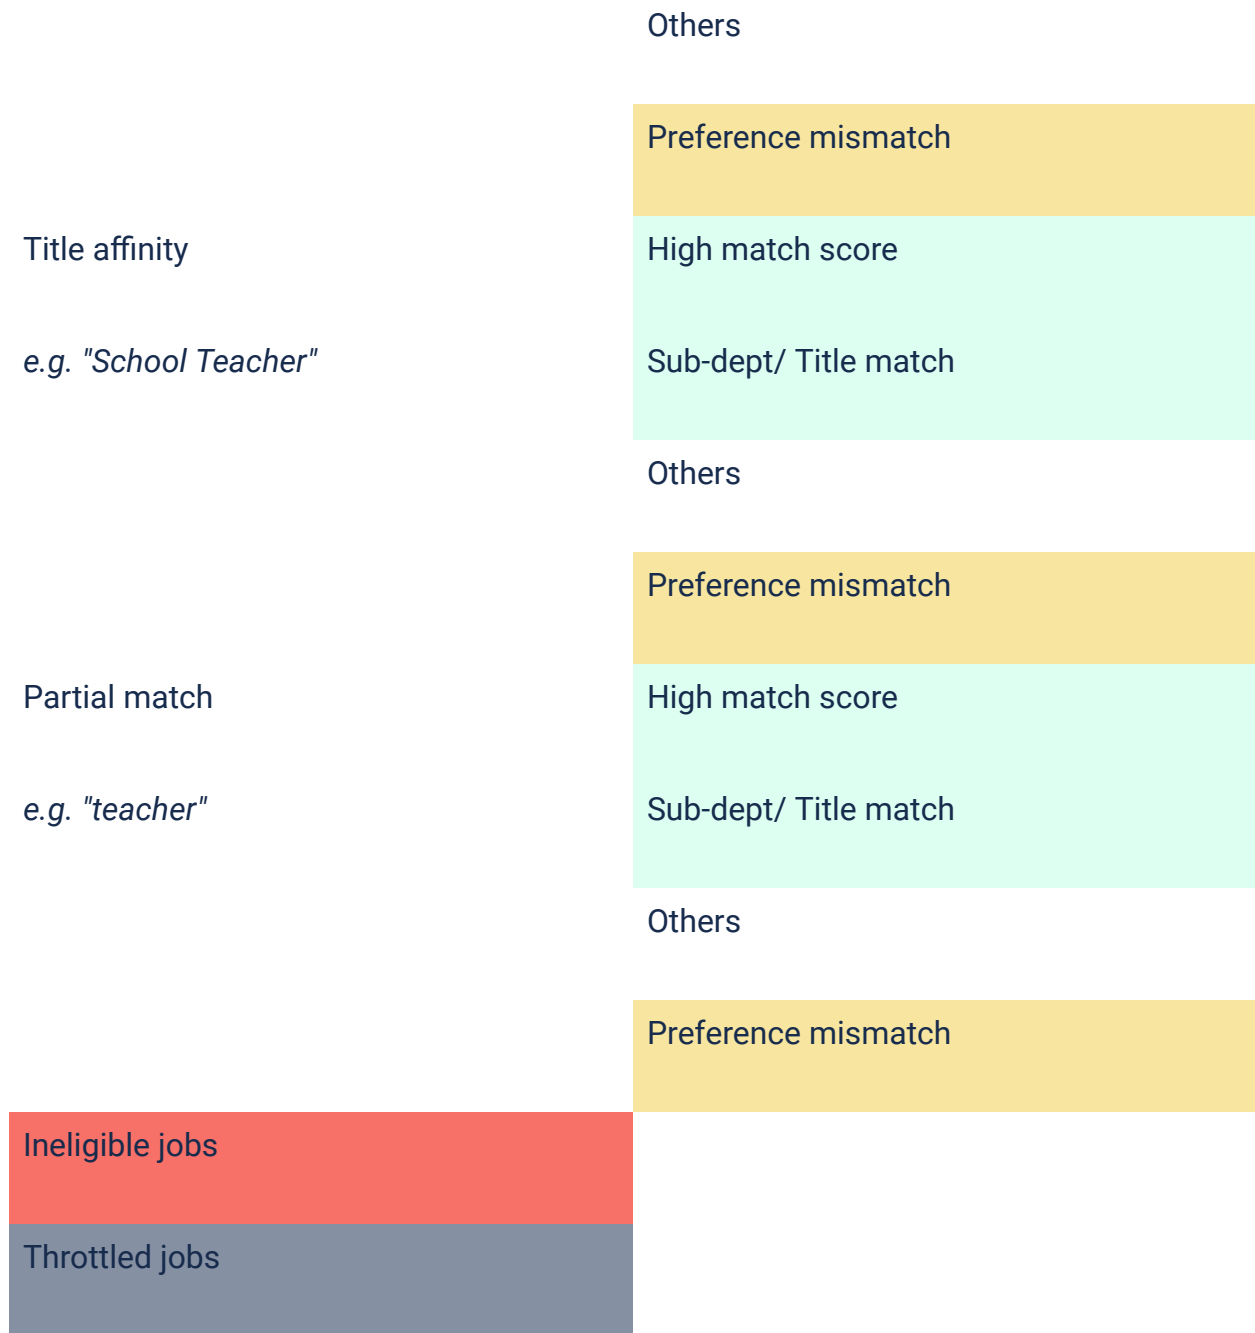 Others
Preference mismatch
Title affinity
High match score
e.g. "School Teacher"
Sub-dept/ Title match
Others
Preference mismatch
Partial match
High match score
e.g. "teacher"
Sub-dept/ Title match
Others
Preference mismatch
Ineligible jobs
Throttled jobs